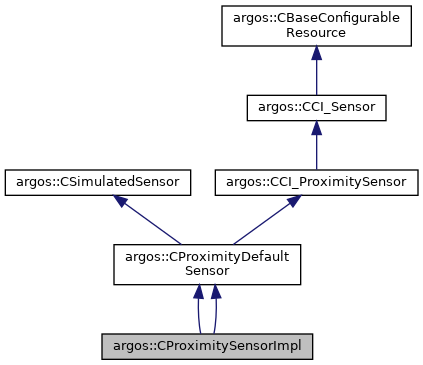 argos::CBaseConfigurable
Resource
argos::CCI_Sensor
argos::CSimulatedSensor
argos::CCI_ProximitySensor
argos::CProximityDefault
Sensor
argos::CProximitySensorImpl